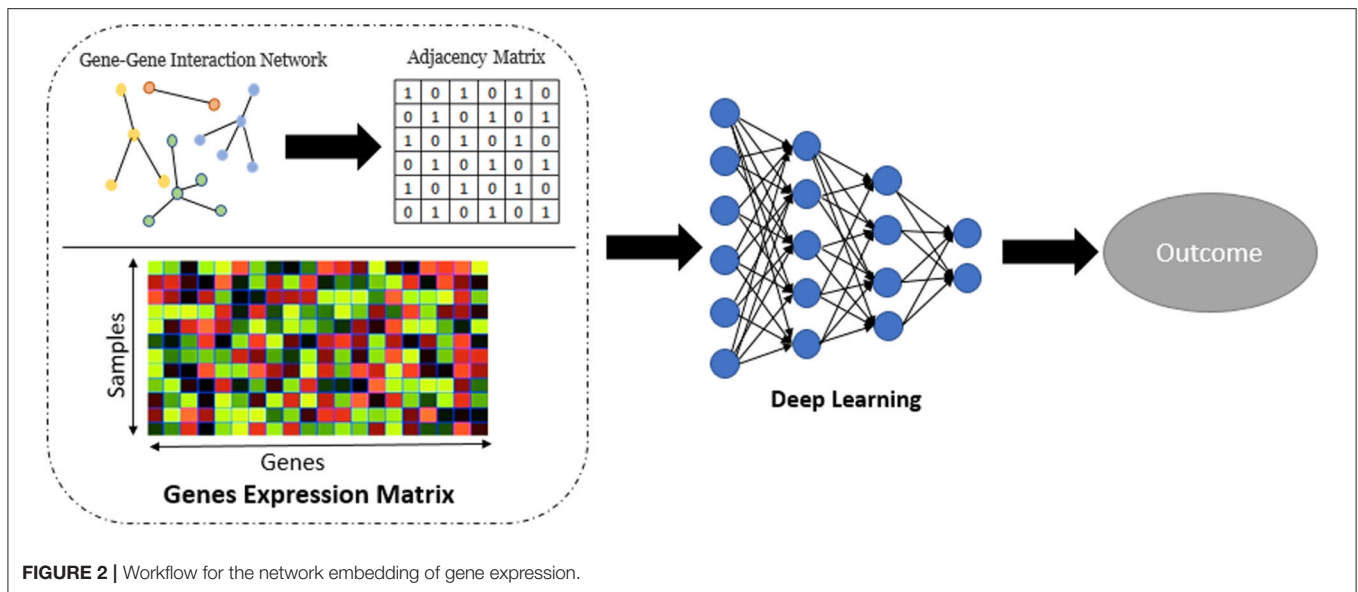 Gene-Gene Interaction Network
Adjacency Matrix
1 0 1 0 1 0
0 1 0 1 0 1
1 0 1 0 1 0
0 1 0 1 0 1
1 0 1 0 1 0
0 1 0 1 0 1
Samples
Genes
Genes Expression Matrix
Deep Learning
Outcome
FIGURE 2 | Workflow for the network embedding of gene expression.